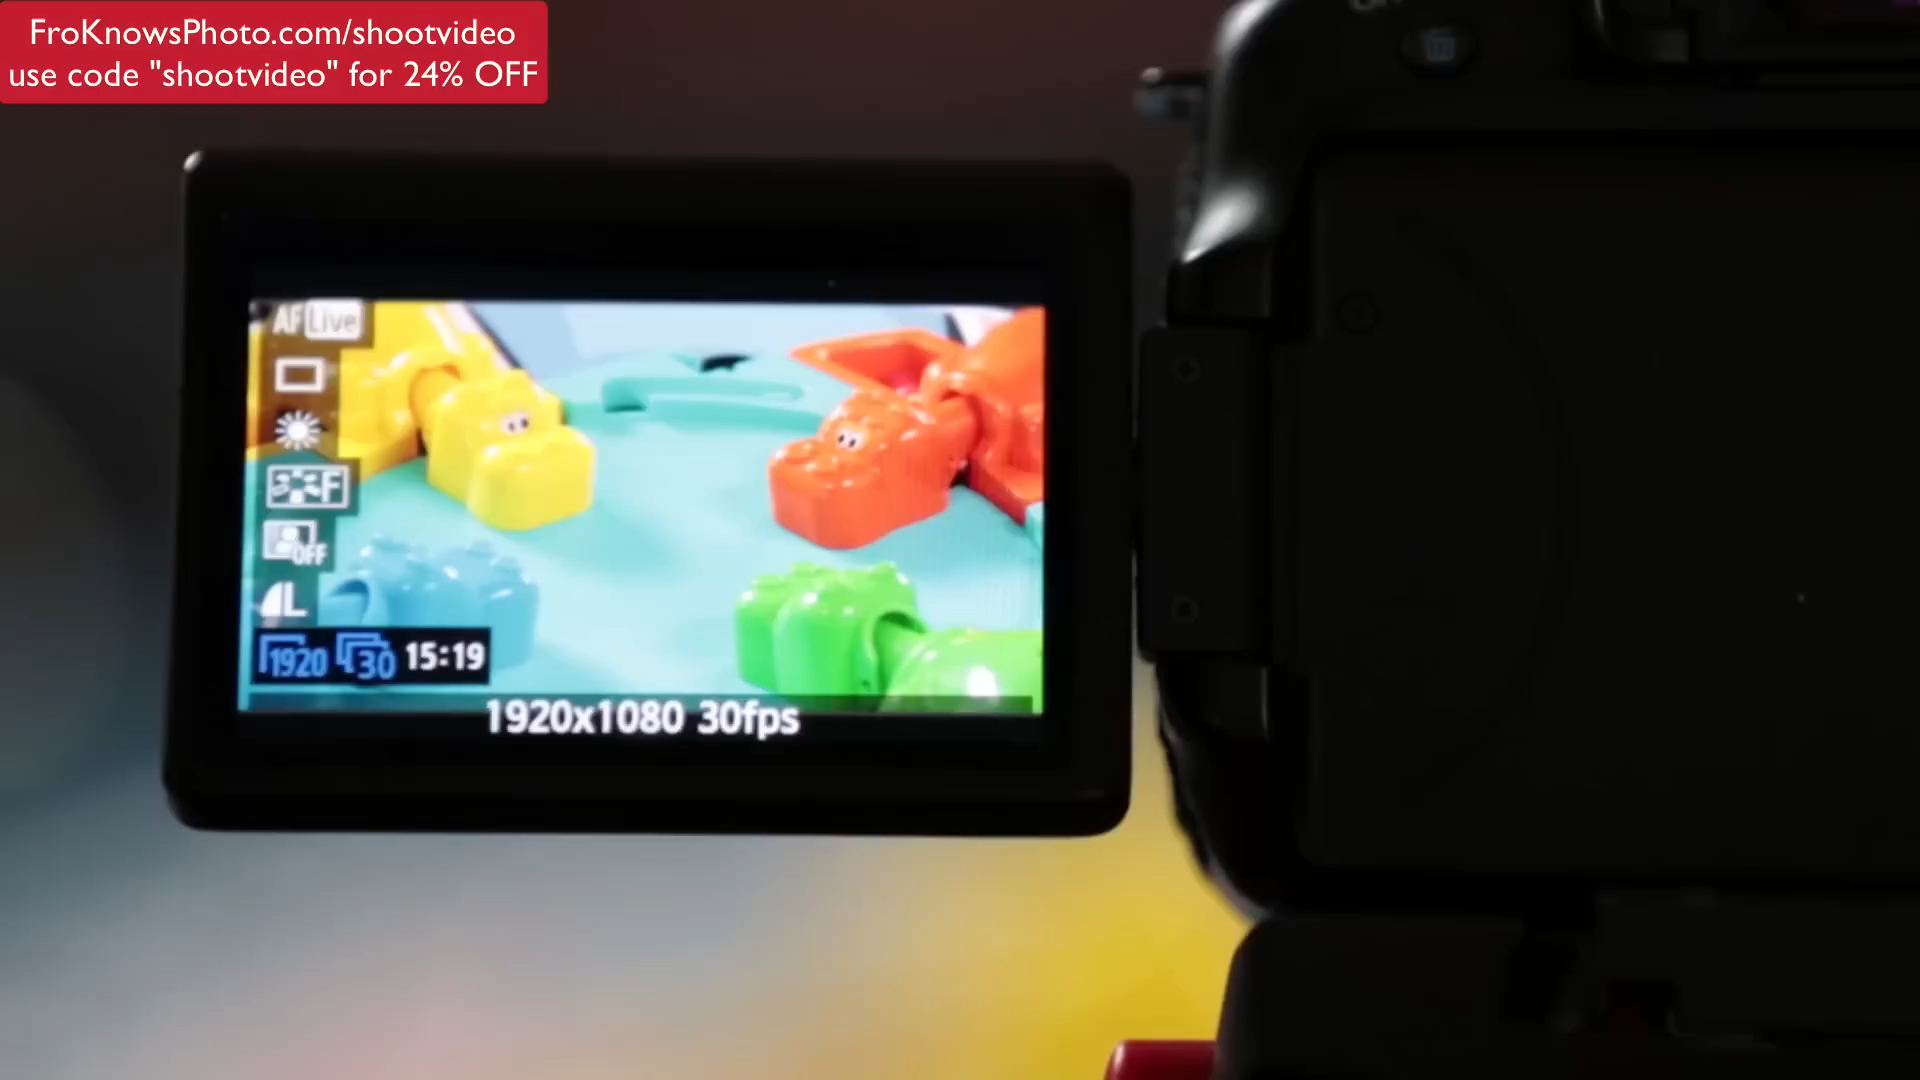 FroKnowsPhoto.com/shootvideo
use code "shootvideo" for 24% OFF
AF Live
F
OFF
L
1920 30 15:19
1920x1080 30fps